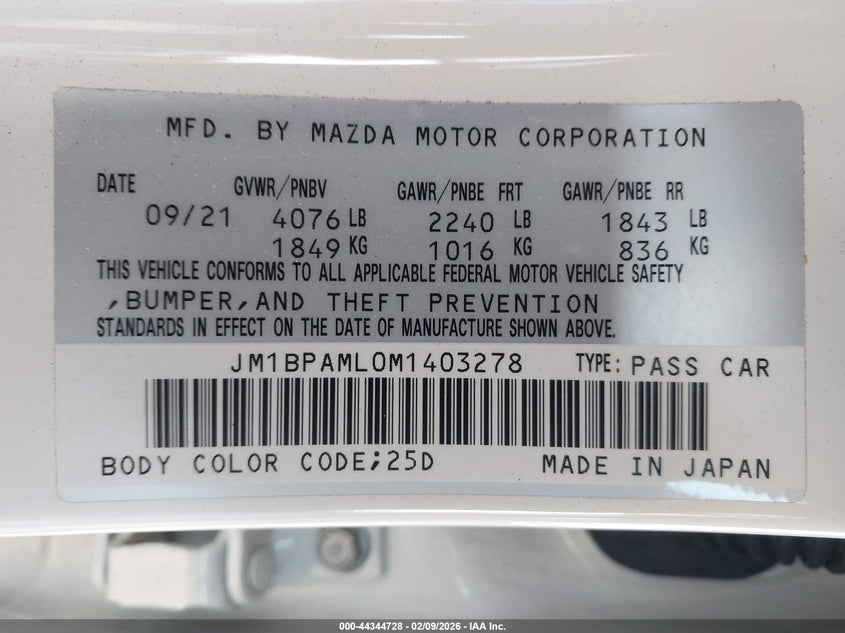 MFD. BY MAZDA MOTOR CORPORATION
DATE GVWR/PNBV GAWR/PNBE FRT GAWR/PNBE RR
09/21 4076 LB 2240 LB 1843 LB
1849 KG 1016 KG 836 KG
THIS VEHICLE CONFORMS TO ALL APPLICABLE FEDERAL MOTOR VEHICLE SAFETY
,BUMPER,AND THEFT PREVENTION
STANDARDS IN EFFECT ON THE DATE OF MANUFACTURE SHOWN ABOVE.
JM1BPAML0M1403278 TYPE: PASS CAR
BODY COLOR CODE;25D MADE IN JAPAN
000-44344728 - 02/09/2026 - IAA Inc.